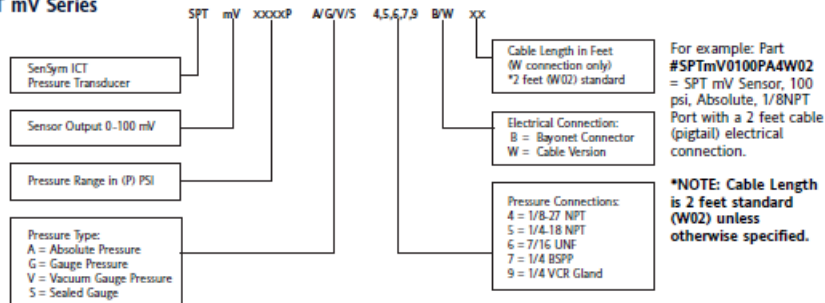 T mV Series
SPT mV xxxxP A/G/V/S 4,5,6,7,9 B/W xx
SenSym ICT
Pressure Transducer
Sensor Output 0-100 mV
Pressure Range in (P) PSI
Pressure Type:
A = Absolute Pressure
G = Gauge Pressure
V = Vacuum Gauge Pressure
S = Sealed Gauge
Cable Length in Feet
(W connection only)
*2 feet (W02) standard
Electrical Connection:
B = Bayonet Connector
W = Cable Version
Pressure Connections:
4 = 1/8-27 NPT
5 = 1/4-18 NPT
6 = 7/16 UNF
7 = 1/4 BSPP
9 = 1/4 VCR Gland
For example: Part
#SPTmV0100PA4W02
= SPT mV Sensor, 100
psi, Absolute, 1/8NPT
Port with a 2 feet cable
(pigtail) electrical
connection.
*NOTE: Cable Length
is 2 feet standard
(W02) unless
otherwise specified.